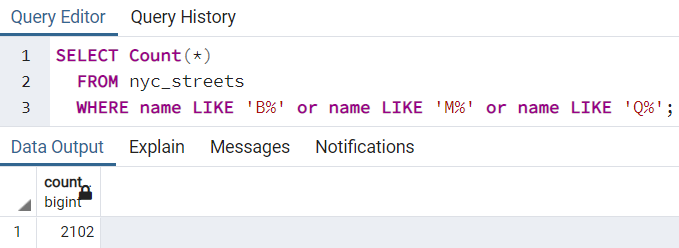 Query Editor Query History
1 SELECT Count(*)
2 FROM nyc_streets
3 WHERE name LIKE 'B%' or name LIKE 'M%' or name LIKE 'Q%';
Data Output Explain Messages Notifications
count
bigint
1 2102